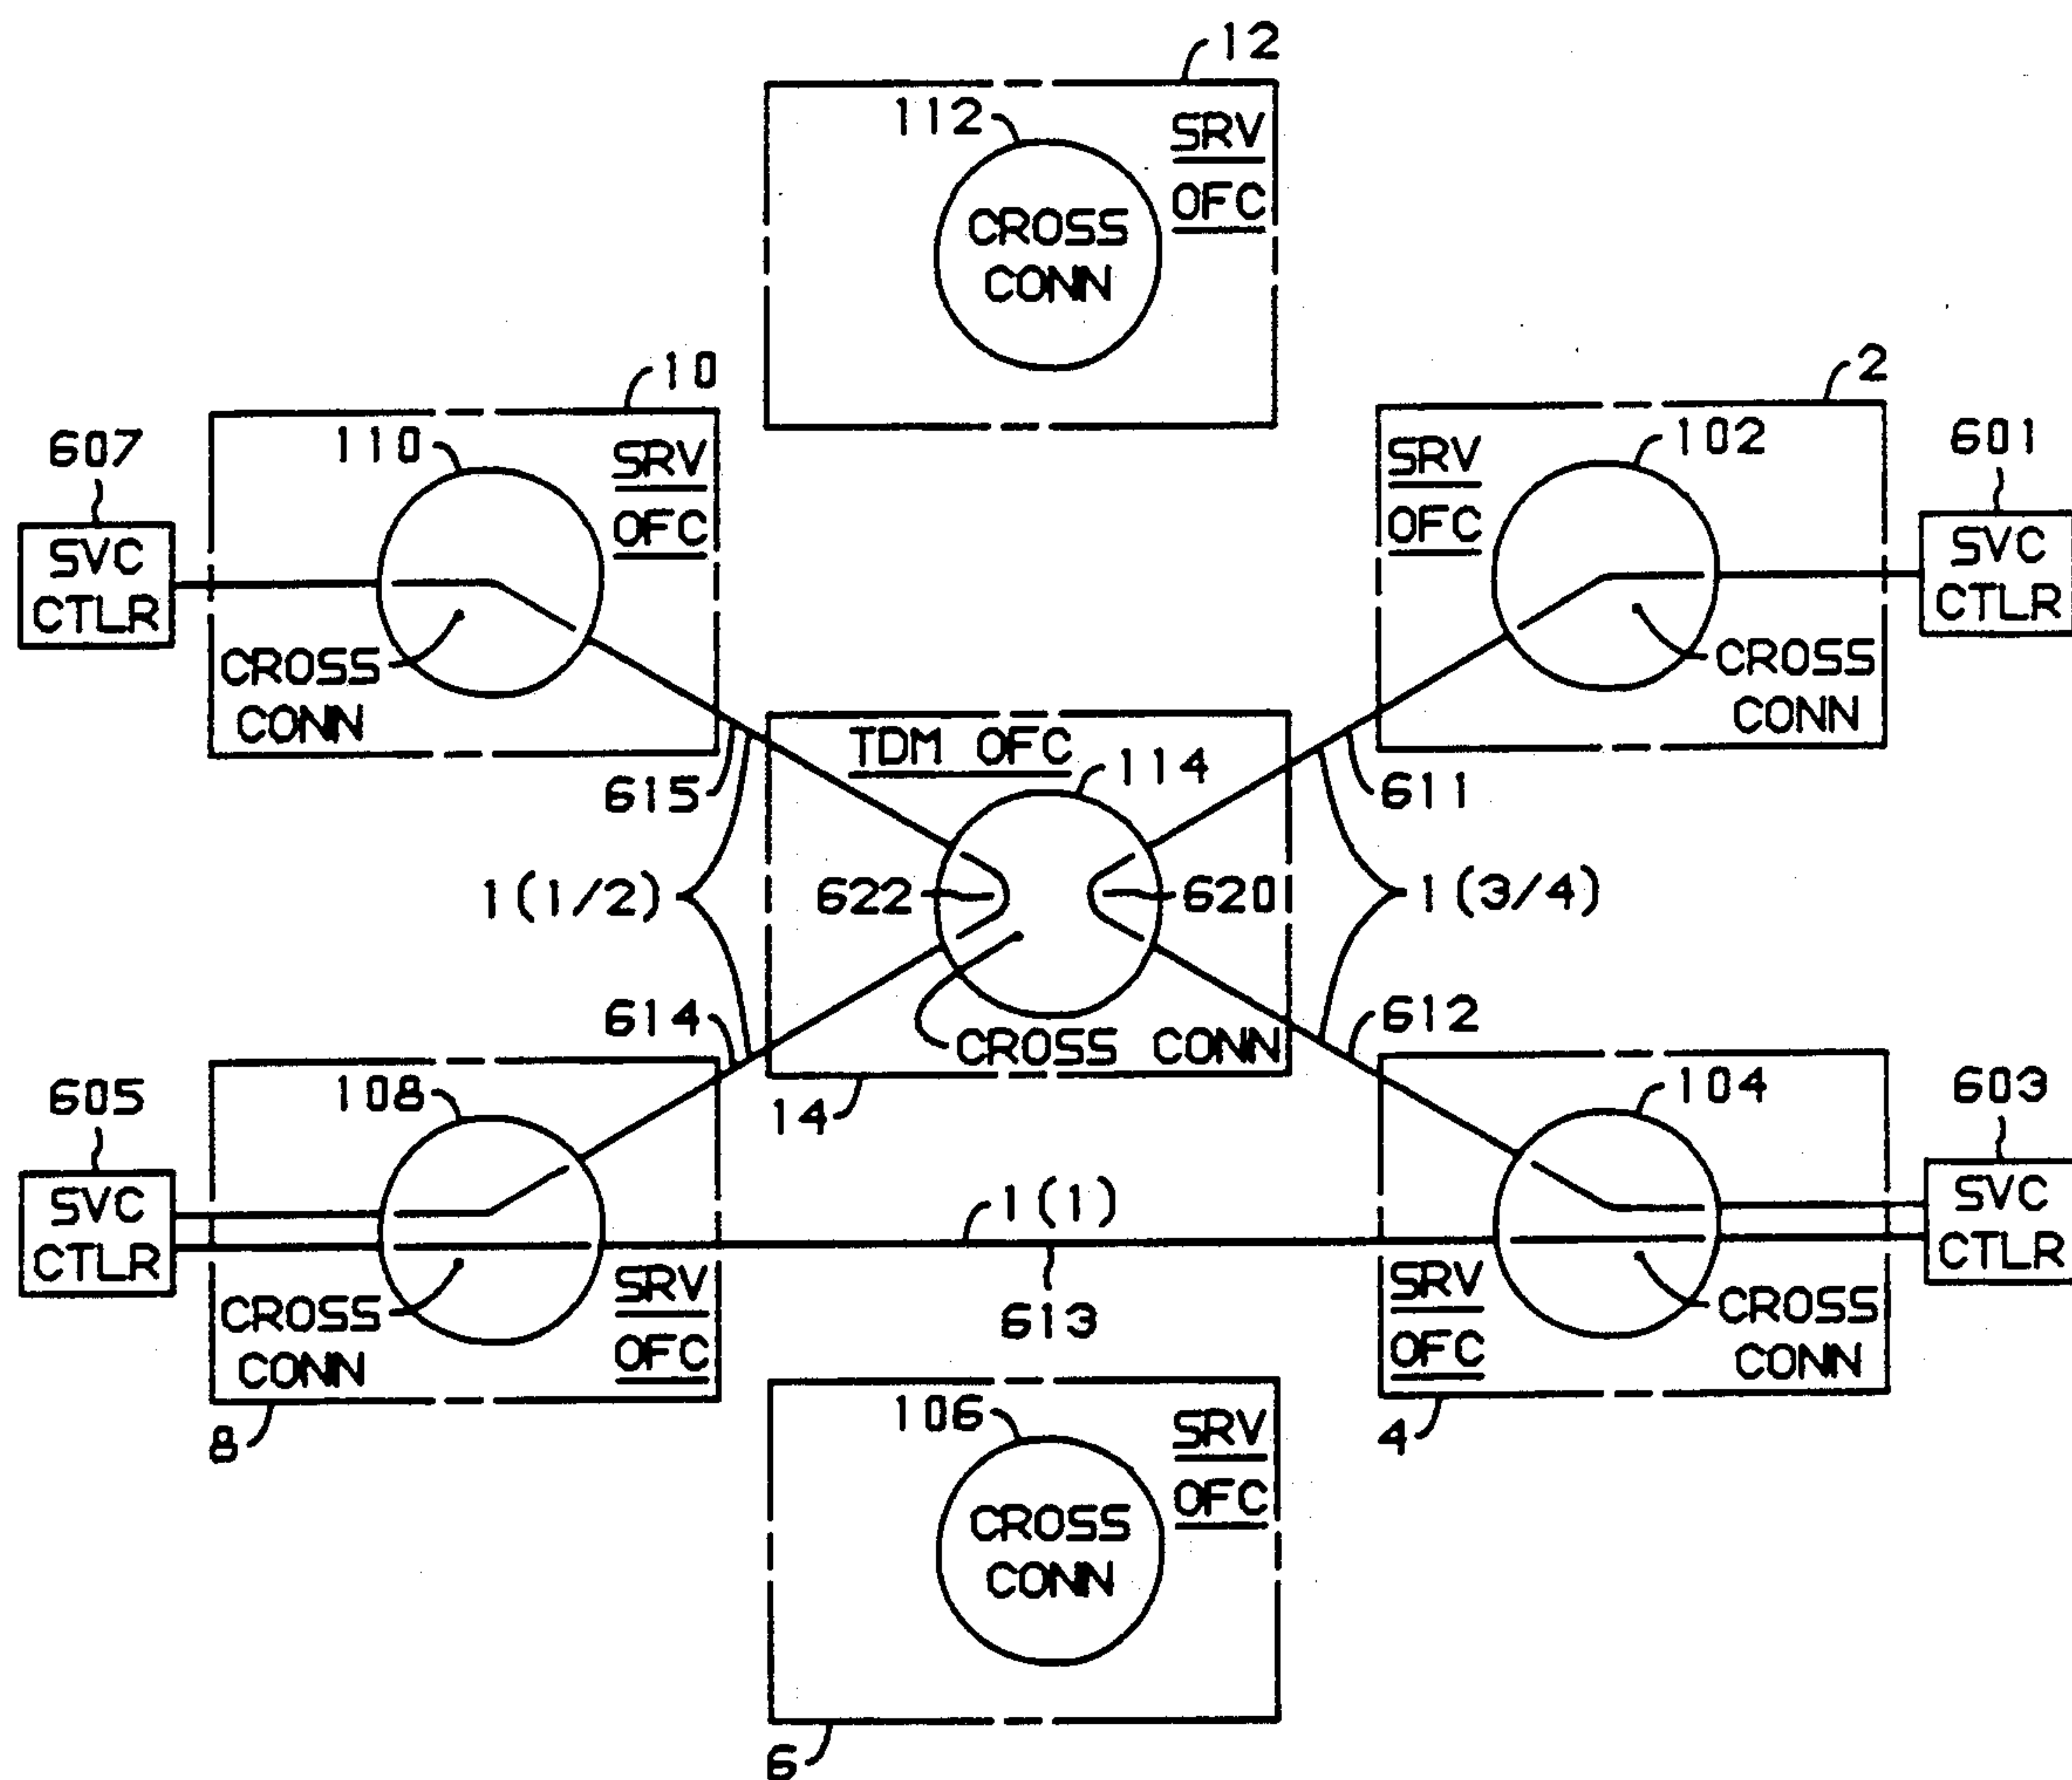 12
112
SRV
OFC
CROSS
CONN
10
110
SRV
OFC
607
SVC
CTLR
CROSS
CONN
2
102
SRV
OFC
601
SVC
CTLR
CROSS
CONN
615
TDM OFC
114
611
1(1/2)
622
620
1(3/4)
614
CROSS CONN
612
14
605
108
SVC
CTLR
CROSS
CONN
SRV
OFC
8
1(1)
613
104
603
SVC
CTLR
SRV
OFC
CROSS
CONN
4
106
SRV
OFC
CROSS
CONN
6